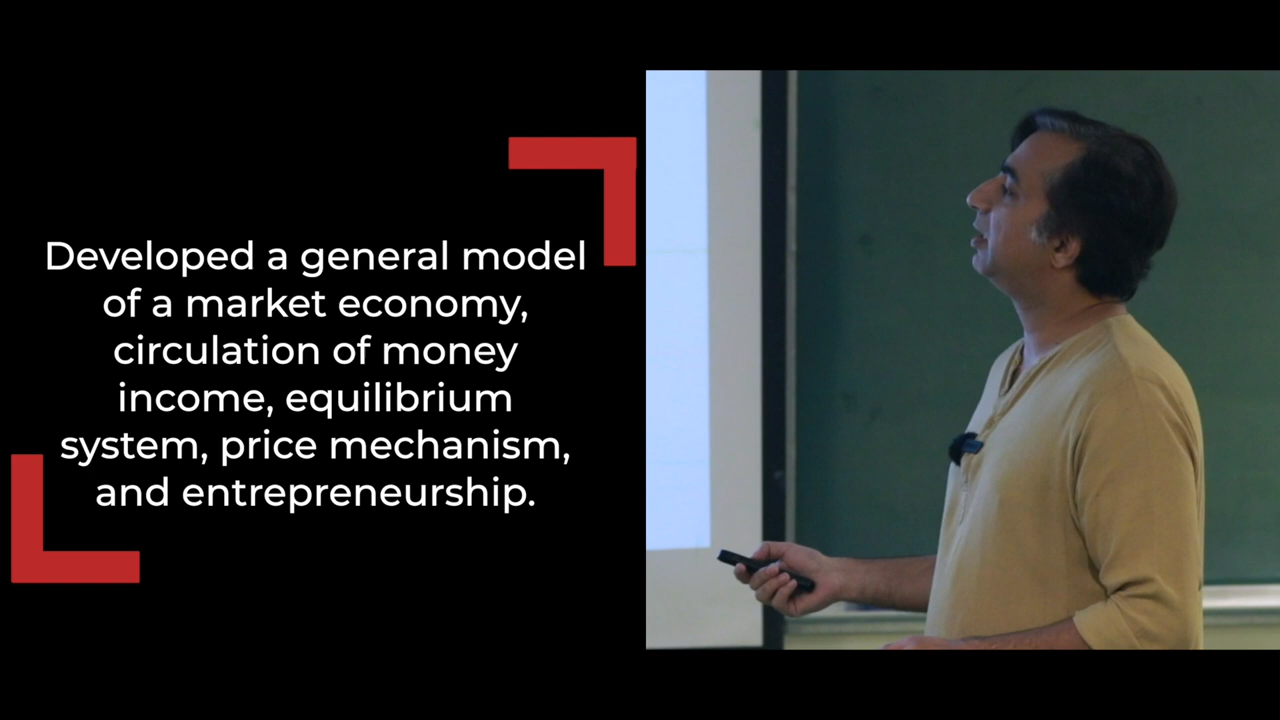 Developed a general model
of a market economy,
circulation of money
income, equilibrium
system, price mechanism,
and entrepreneurship.